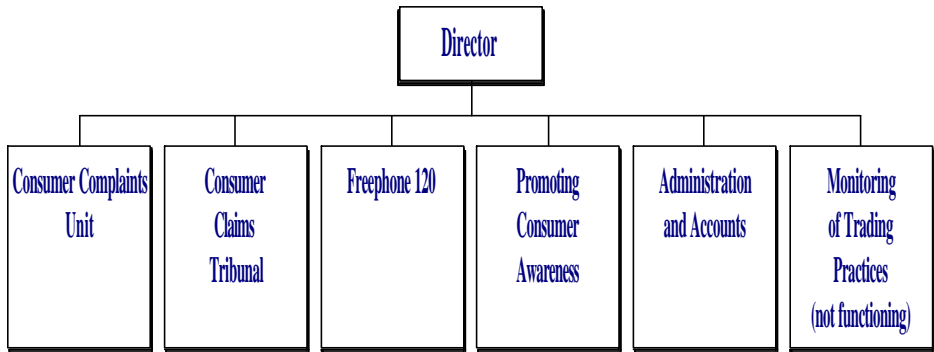 Director
Consumer Complaints
Unit
Consumer
Claims
Tribunal
Freephone 120
Promoting
Consumer
Awareness
Administration
and Accounts
Monitoring
of Trading
Practices
(not functioning)